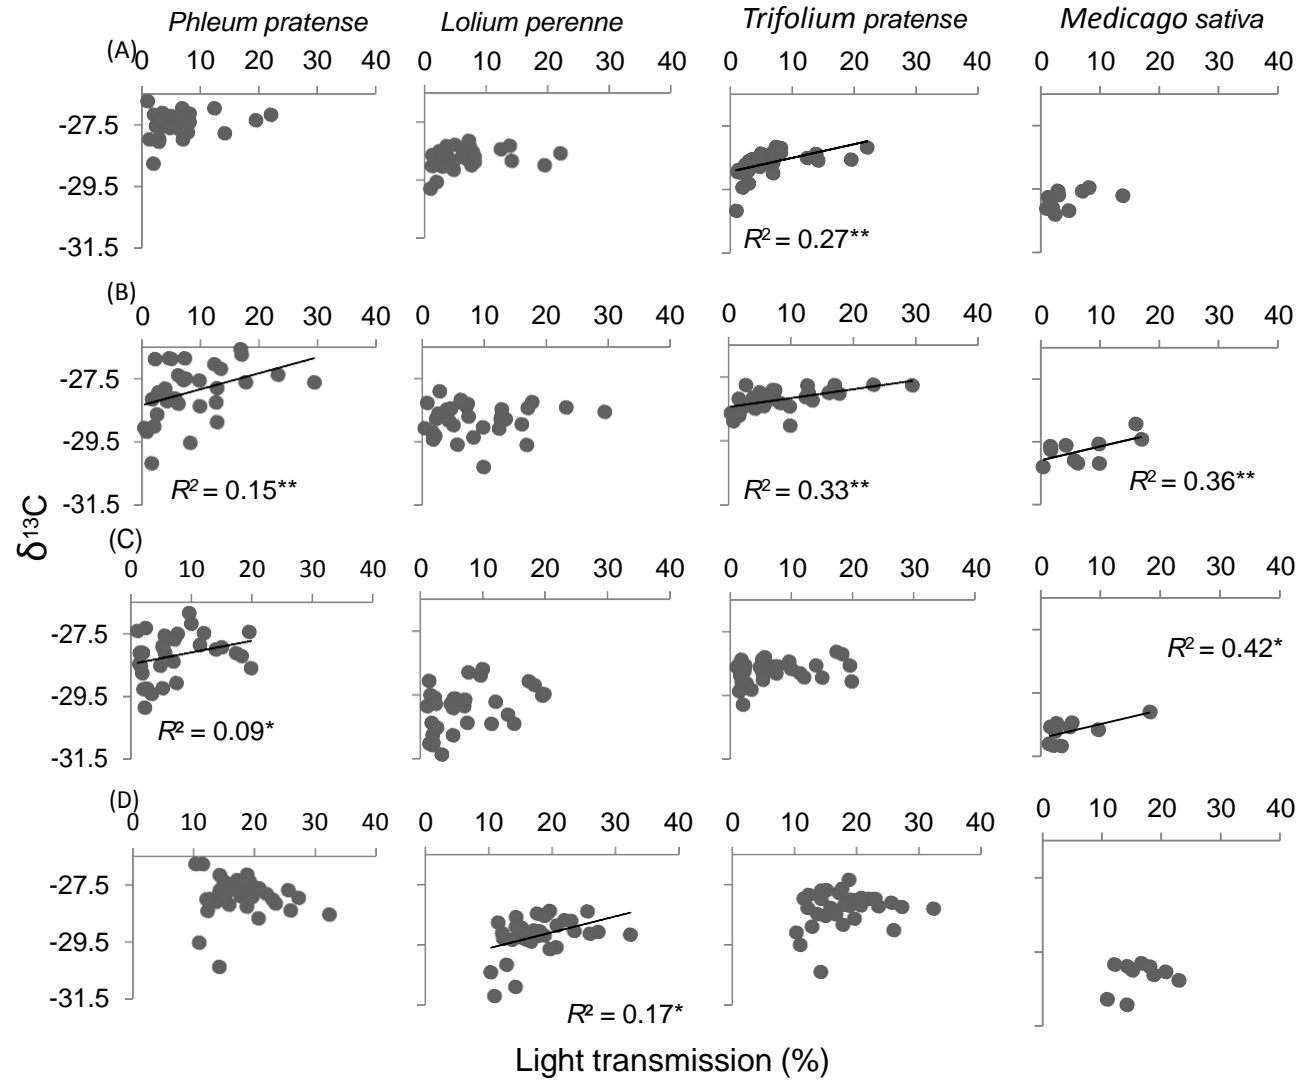 Phleum pratense Lolium perenne Trifolium pratense Medicago sativa
(A)
0 10 20 30 40 0 10 20 30 40 0 10 20 30 40 0 10 20 30 40
-27.5
-29.5
-31.5
R² = 0.27**
(B)
0 10 20 30 40 0 10 20 30 40 0 10 20 30 40 0 10 20 30 40
-27.5
-29.5
-31.5
R² = 0.15** R² = 0.33** R² = 0.36**
δ¹³C
(C)
0 10 20 30 40 0 10 20 30 40 0 10 20 30 40 0 10 20 30 40
-27.5
-29.5
-31.5
R² = 0.09* R² = 0.42*
(D)
0 10 20 30 40 0 10 20 30 40 0 10 20 30 40 0 10 20 30 40
-27.5
-29.5
-31.5
R² = 0.17*
Light transmission (%)